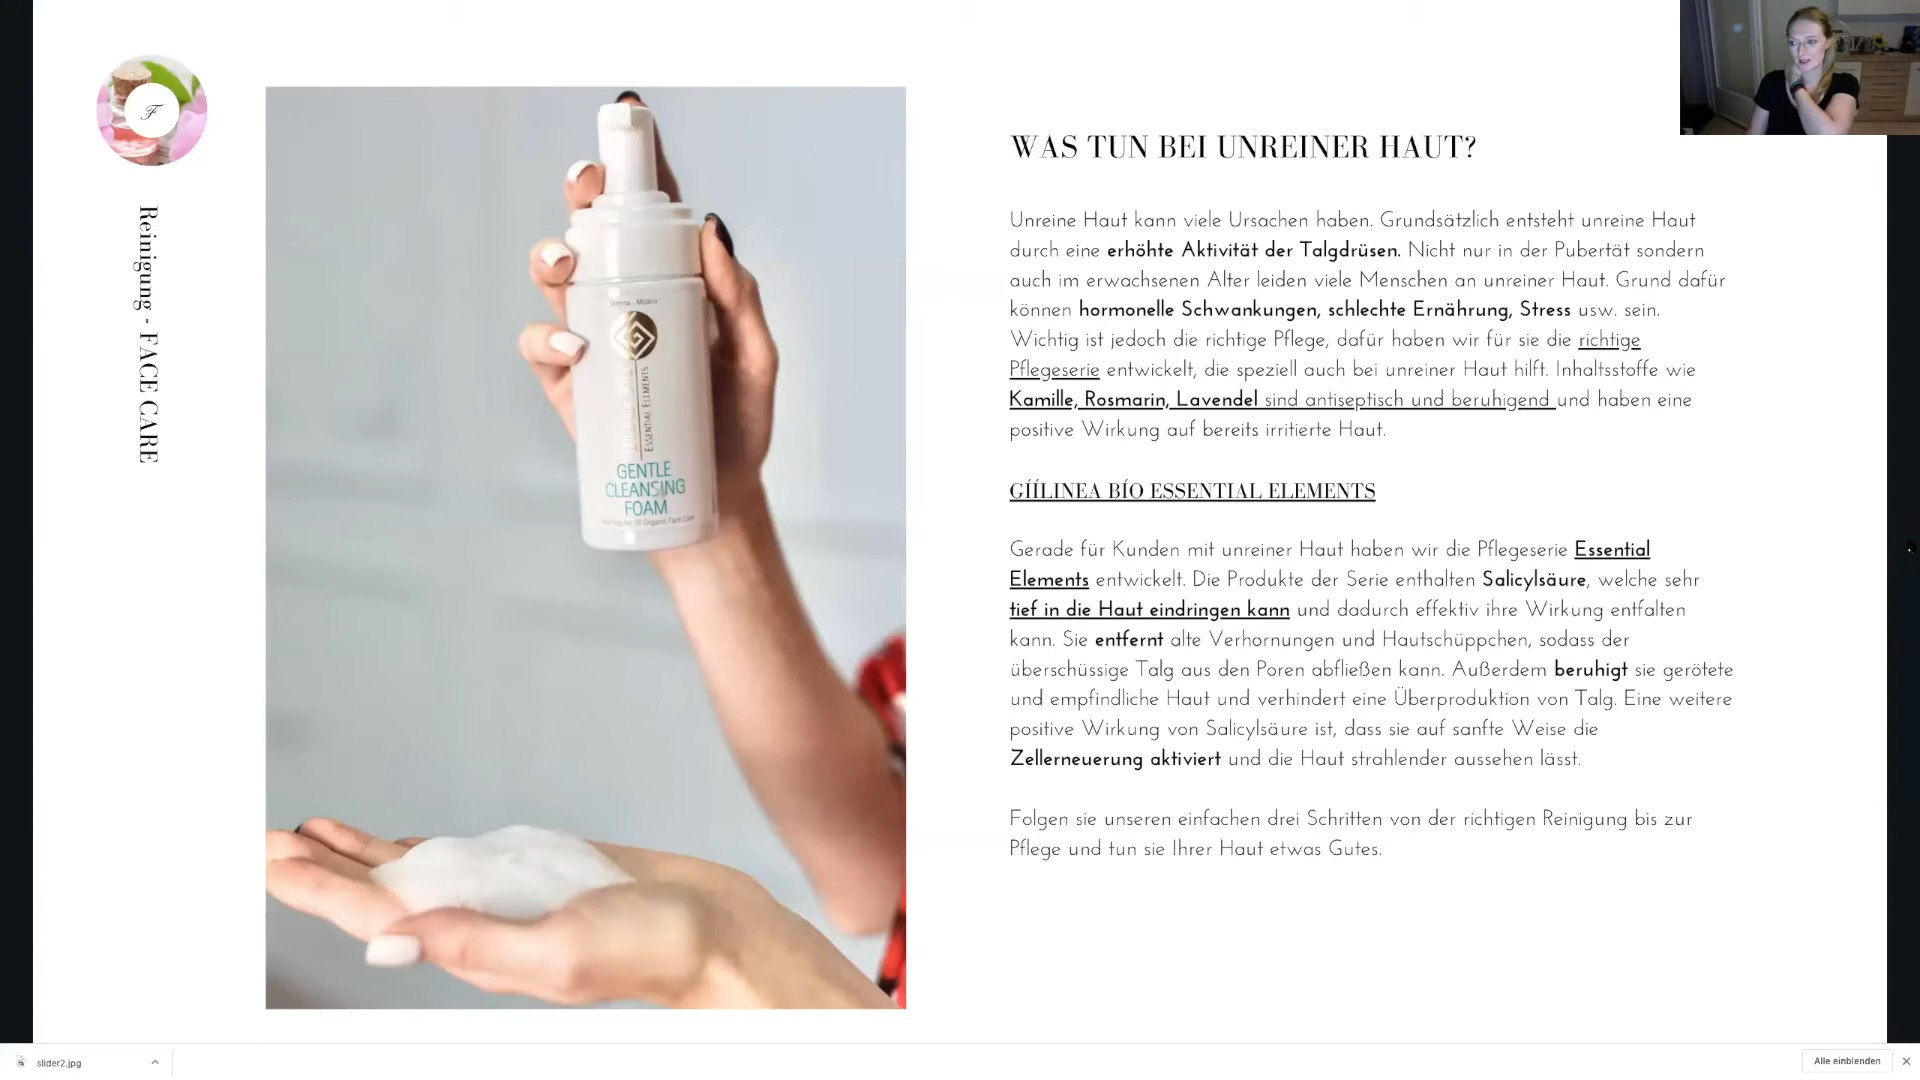 F
Reinigung - FACE CARE
Vienna . Milano
ESSENTIAL ELEMENTS
GENTLE
CLEANSING
FOAM
WAS TUN BEI UNREINER HAUT?
Unreine Haut kann viele Ursachen haben. Grundsätzlich entsteht unreine Haut
durch eine erhöhte Aktivität der Talgdrüsen. Nicht nur in der Pubertät sondern
auch im erwachsenen Alter leiden viele Menschen an unreiner Haut. Grund dafür
können hormonelle Schwankungen, schlechte Ernährung, Stress usw. sein.
Wichtig ist jedoch die richtige Pflege, dafür haben wir für sie die richtige
Pflegeserie entwickelt, die speziell auch bei unreiner Haut hilft. Inhaltsstoffe wie
Kamille, Rosmarin, Lavendel sind antiseptisch und beruhigend und haben eine
positive Wirkung auf bereits irritierte Haut.
GÍÍLINEA BÍO ESSENTIAL ELEMENTS
Gerade für Kunden mit unreiner Haut haben wir die Pflegeserie Essential
Elements entwickelt. Die Produkte der Serie enthalten Salicylsäure, welche sehr
tief in die Haut eindringen kann und dadurch effektiv ihre Wirkung entfalten
kann. Sie entfernt alte Verhornungen und Hautschüppchen, sodass der
überschüssige Talg aus den Poren abfließen kann. Außerdem beruhigt sie gerötete
und empfindliche Haut und verhindert eine Überproduktion von Talg. Eine weitere
positive Wirkung von Salicylsäure ist, dass sie auf sanfte Weise die
Zellerneuerung aktiviert und die Haut strahlender aussehen lässt.
Folgen sie unseren einfachen drei Schritten von der richtigen Reinigung bis zur
Pflege und tun sie Ihrer Haut etwas Gutes.
slider2.jpg
Alle einblenden